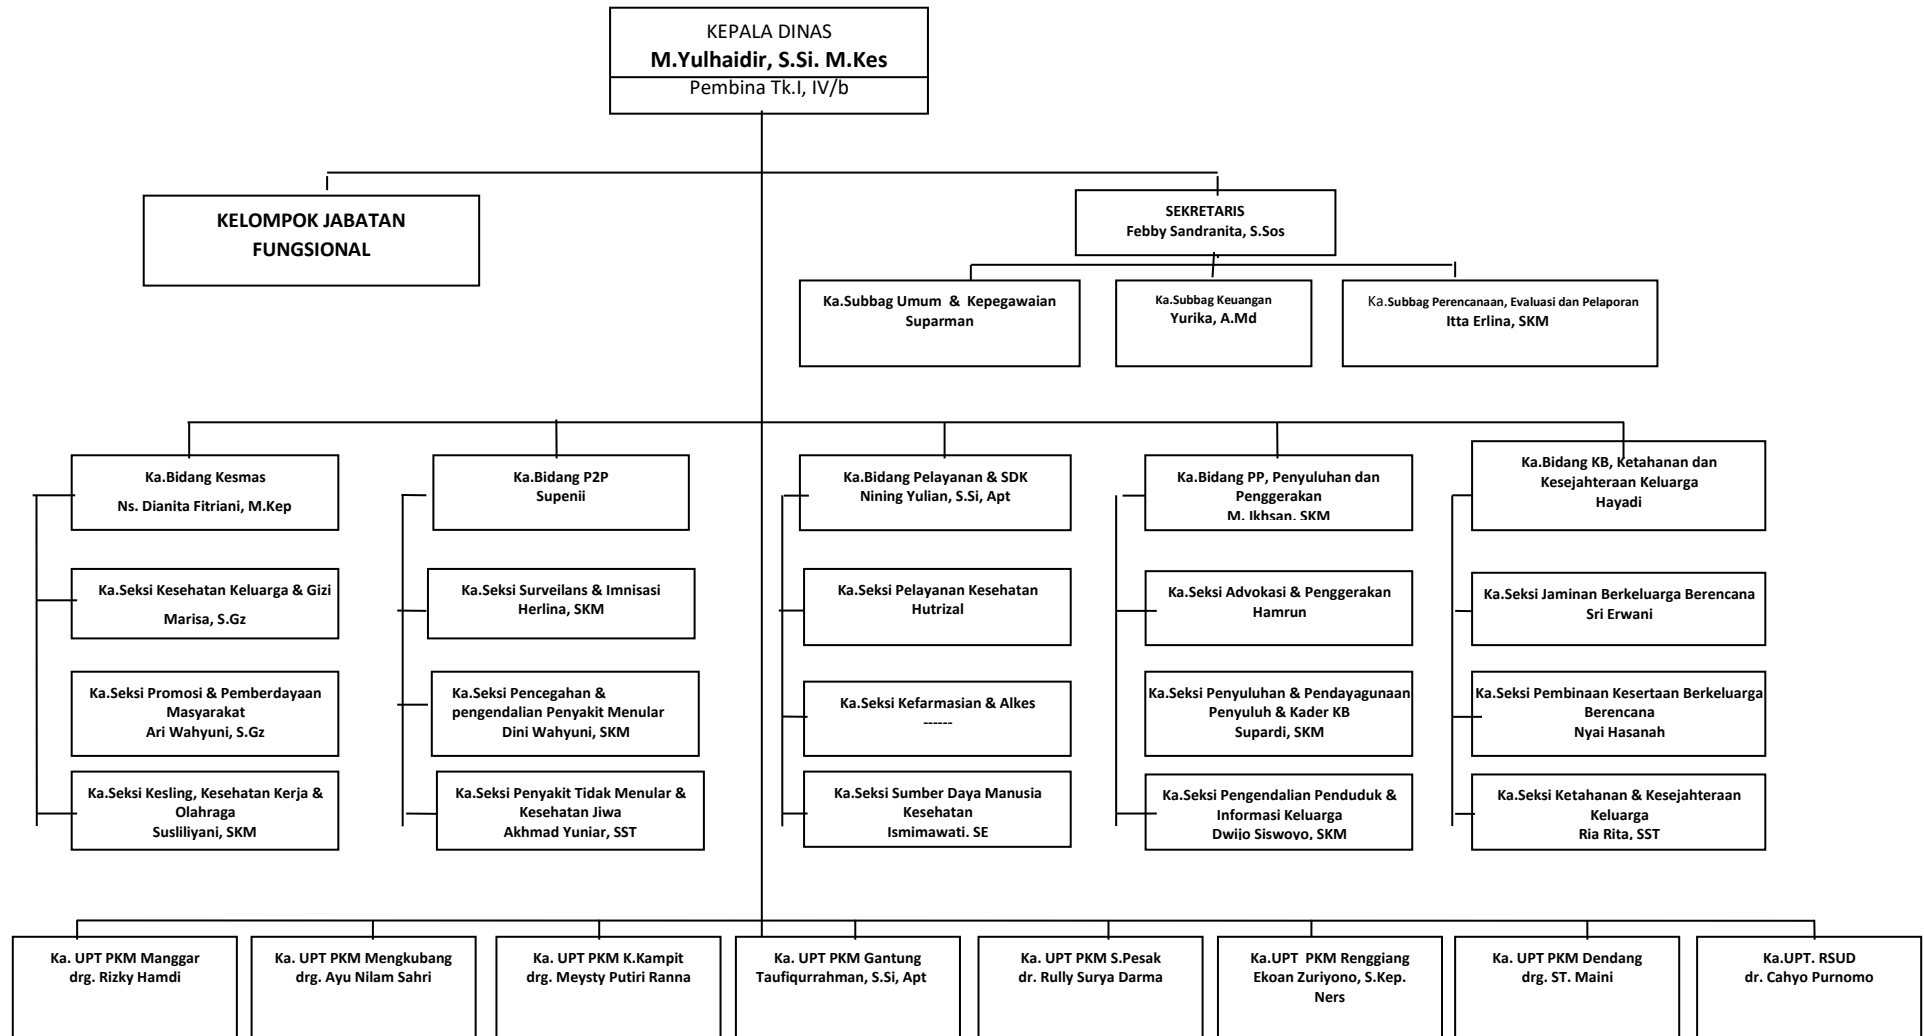 KEPALA DINAS
M.Yulhaidir, S.Si. M.Kes
Pembina Tk.I, IV/b
KELOMPOK JABATAN
FUNGSIONAL
SEKRETARIS
Febby Sandranita, S.Sos
Ka.Subbag Umum & Kepegawaian
Suparman
Ka.Subbag Keuangan
Yurika, A.Md
Ka.Subbag Perencanaan, Evaluasi dan Pelaporan
Itta Erlina, SKM
Ka.Bidang Kesmas
Ns. Dianita Fitriani, M.Kep
Ka.Bidang P2P
Supenii
Ka.Bidang Pelayanan & SDK
Nining Yulian, S.Si, Apt
Ka.Bidang PP, Penyuluhan dan
Penggerakan
M. Ikhsan, SKM
Ka.Bidang KB, Ketahanan dan
Kesejahteraan Keluarga
Hayadi
Ka.Seksi Kesehatan Keluarga & Gizi
Marisa, S.Gz
Ka.Seksi Surveilans & Imnisasi
Herlina, SKM
Ka.Seksi Pelayanan Kesehatan
Hutrizal
Ka.Seksi Advokasi & Penggerakan
Hamrun
Ka.Seksi Jaminan Berkeluarga Berencana
Sri Erwani
Ka.Seksi Promosi & Pemberdayaan
Masyarakat
Ari Wahyuni, S.Gz
Ka.Seksi Pencegahan &
pengendalian Penyakit Menular
Dini Wahyuni, SKM
Ka.Seksi Kefarmasian & Alkes
------
Ka.Seksi Penyuluhan & Pendayagunaan
Penyuluh & Kader KB
Supardi, SKM
Ka.Seksi Pembinaan Kesertaan Berkeluarga
Berencana
Nyai Hasanah
Ka.Seksi Kesling, Kesehatan Kerja &
Olahraga
Susliliyani, SKM
Ka.Seksi Penyakit Tidak Menular &
Kesehatan Jiwa
Akhmad Yuniar, SST
Ka.Seksi Sumber Daya Manusia
Kesehatan
Ismimawati. SE
Ka.Seksi Pengendalian Penduduk &
Informasi Keluarga
Dwijo Siswoyo, SKM
Ka.Seksi Ketahanan & Kesejahteraan
Keluarga
Ria Rita, SST
Ka. UPT PKM Manggar
drg. Rizky Hamdi
Ka. UPT PKM Mengkubang
drg. Ayu Nilam Sahri
Ka. UPT PKM K.Kampit
drg. Meysty Putiri Ranna
Ka. UPT PKM Gantung
Taufiqurrahman, S.Si, Apt
Ka. UPT PKM S.Pesak
dr. Rully Surya Darma
Ka.UPT PKM Renggiang
Ekoan Zuriyono, S.Kep.
Ners
Ka. UPT PKM Dendang
drg. ST. Maini
Ka.UPT. RSUD
dr. Cahyo Purnomo